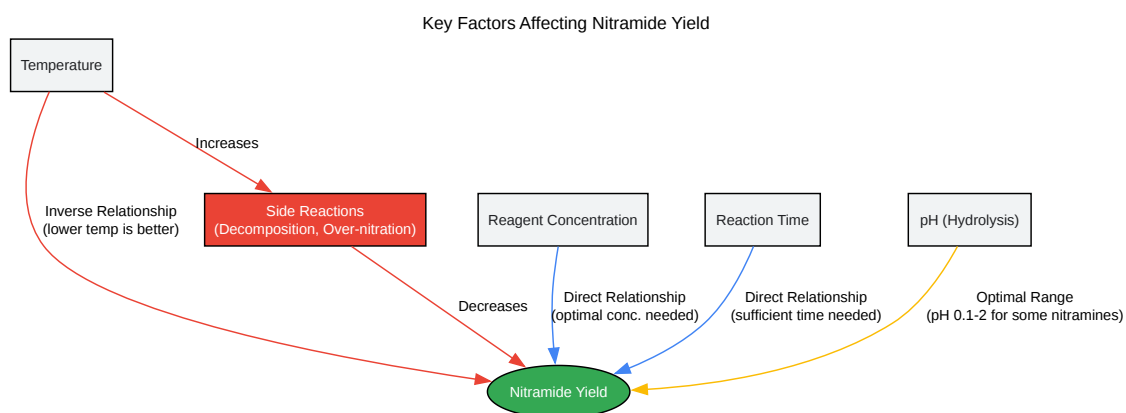 Key Factors Affecting Nitramide Yield
Temperature
Increases
Inverse Relationship
(lower temp is better)
Side Reactions
(Decomposition, Over-nitration)
Reagent Concentration
Reaction Time
pH (Hydrolysis)
Decreases
Direct Relationship
(optimal conc. needed)
Direct Relationship
(sufficient time needed)
Optimal Range
(pH 0.1-2 for some nitramines)
Nitramide Yield